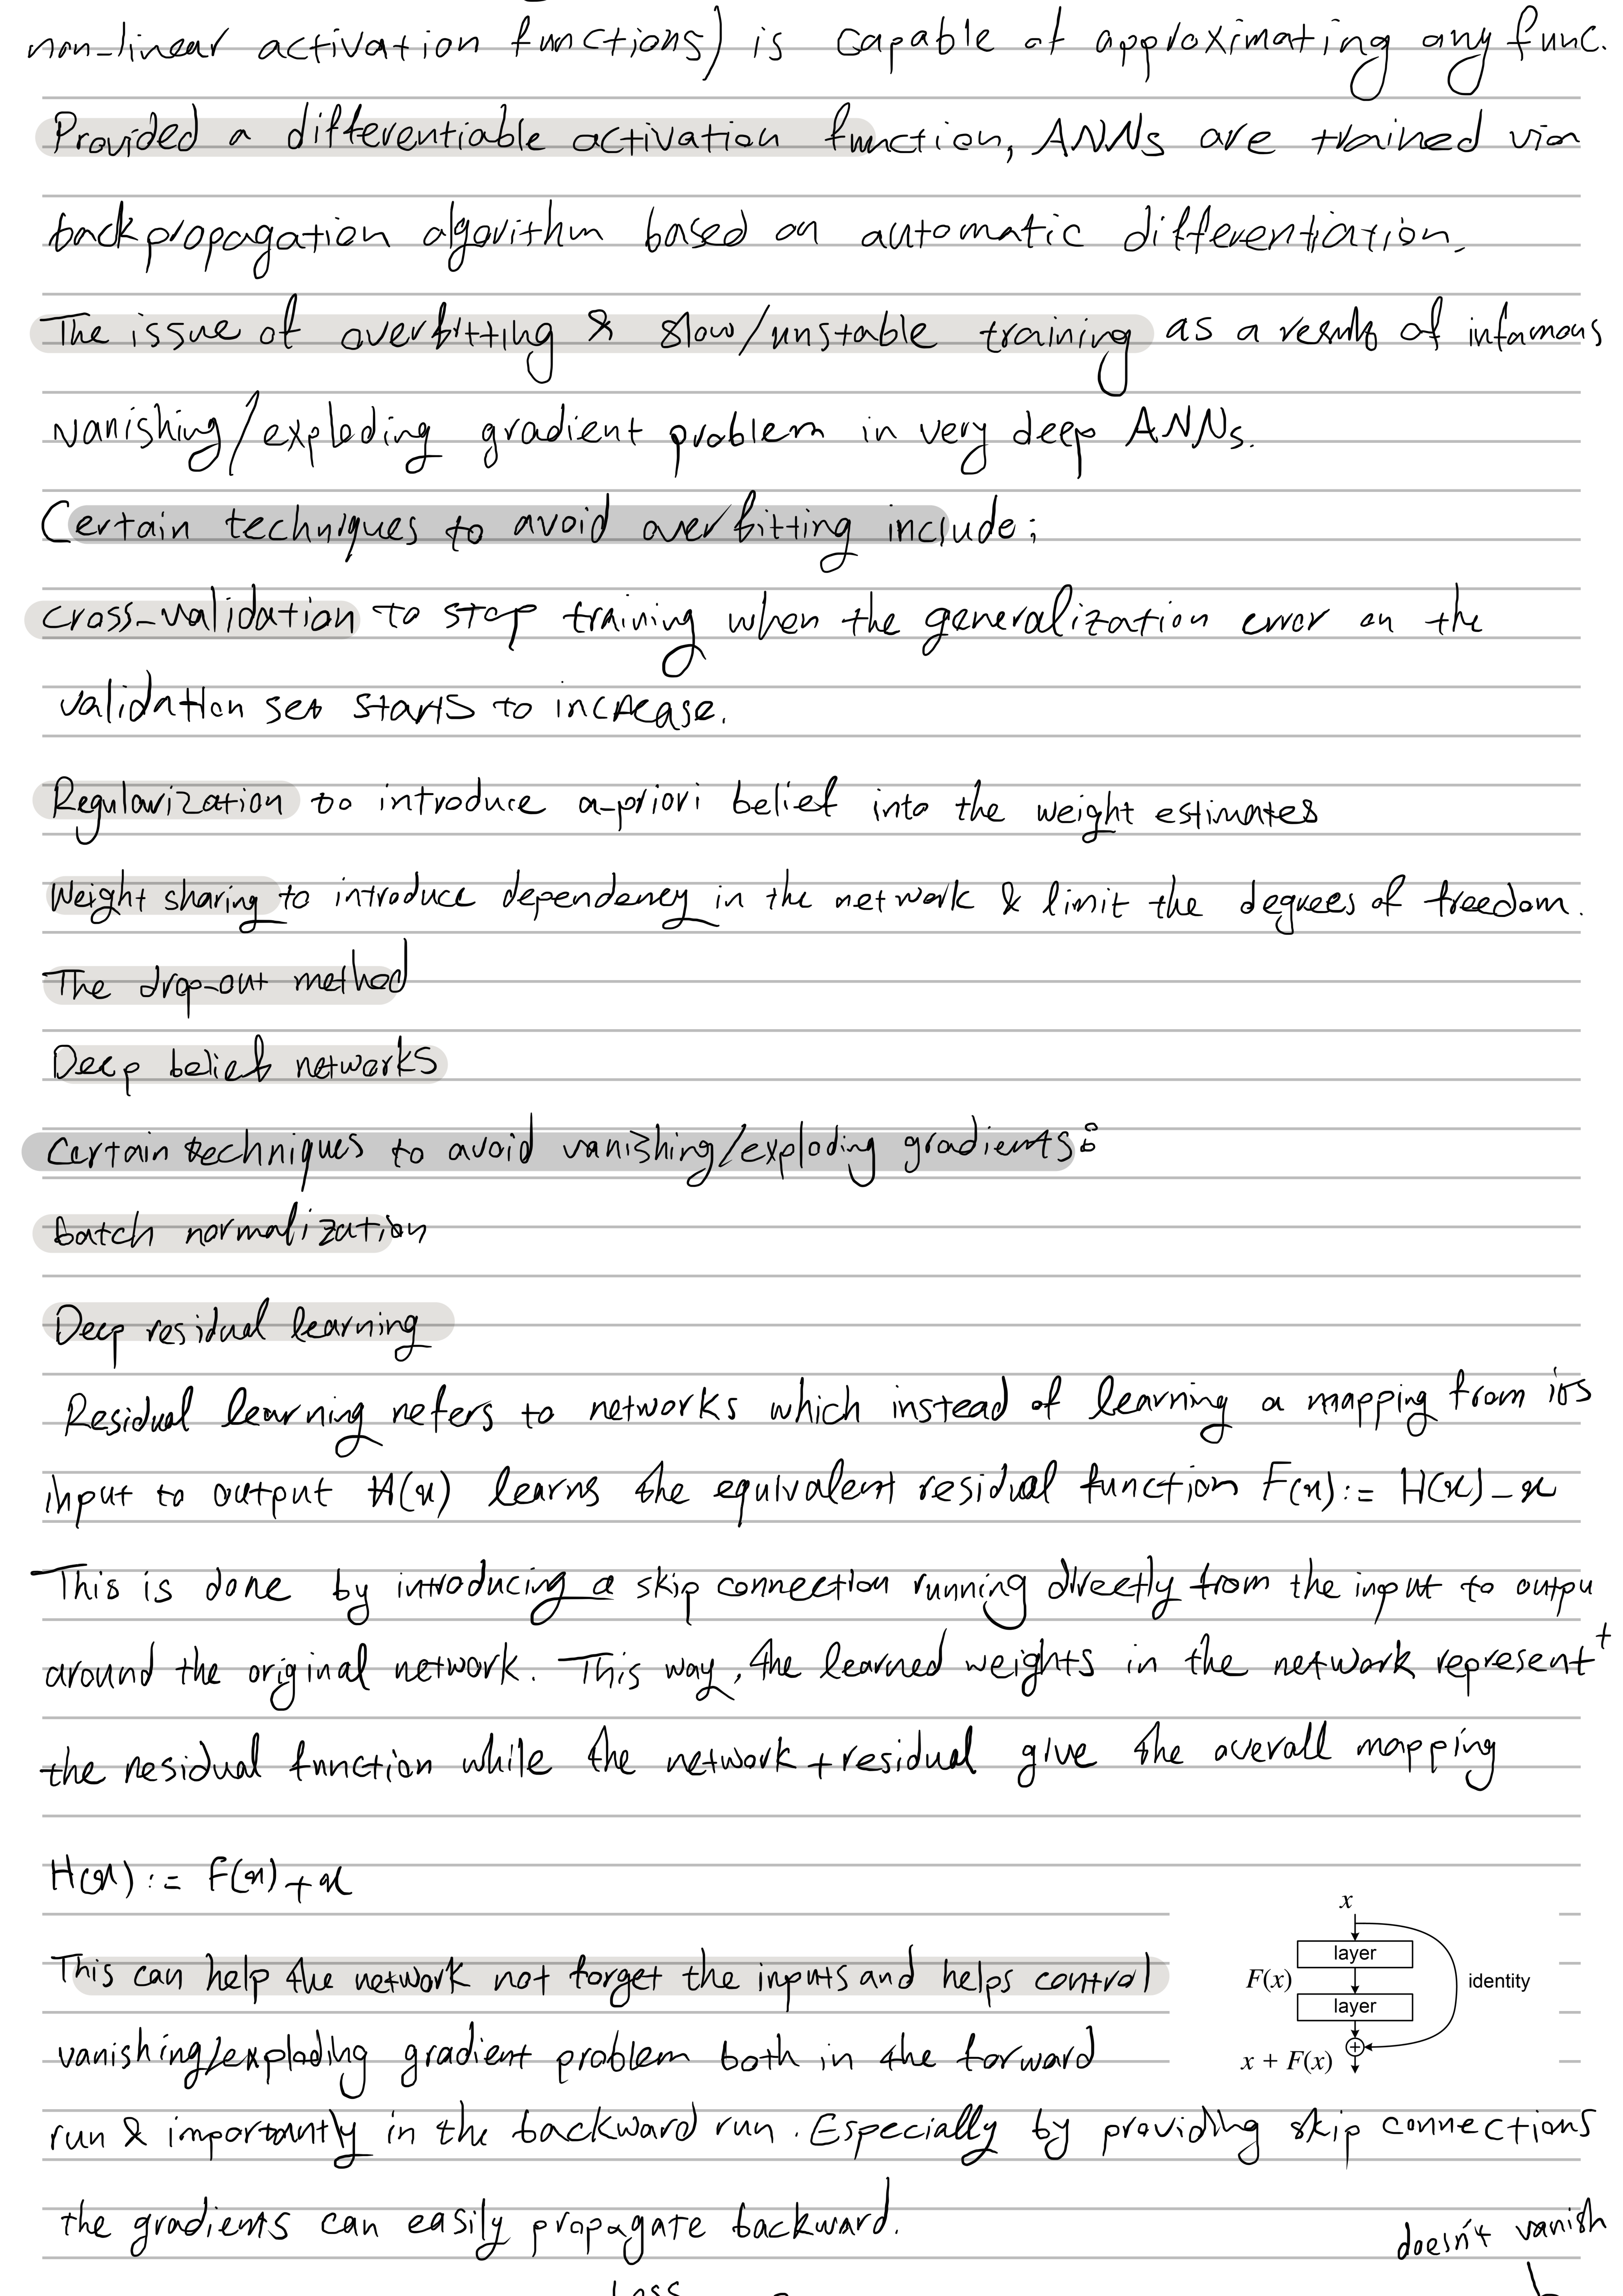 non-linear activation functions) is capable of approximating any func.
Provided a differentiable activation function, ANNs are trained via
backpropagation algorithm based on automatic differentiation.
The issue of overfitting & slow/unstable training as a result of infamous
vanishing/exploding gradient problem in very deep ANNs.
Certain techniques to avoid overfitting include:
cross-validation to stop training when the generalization error on the
validation set starts to increase.
Regularization to introduce a-priori belief into the weight estimates
Weight sharing to introduce dependency in the network & limit the degrees of freedom.
The drop-out method
Deep belief networks
Certain techniques to avoid vanishing/exploding gradients:
batch normalization
Deep residual learning
Residual learning refers to networks which instead of learning a mapping from its
input to output H(x) learns the equivalent residual function F(x):= H(x)-x
This is done by introducing a skip connection running directly from the input to output
around the original network. This way, the learned weights in the network represent
the residual function while the network + residual give the overall mapping
H(x) := F(x)+x
x
layer
F(x)
identity
layer
x + F(x)
This can help the network not forget the inputs and helps control
vanishing/exploding gradient problem both in the forward
run & importantly in the backward run. Especially by providing skip connections
the gradients can easily propagate backward.
doesn't vanish
Loss